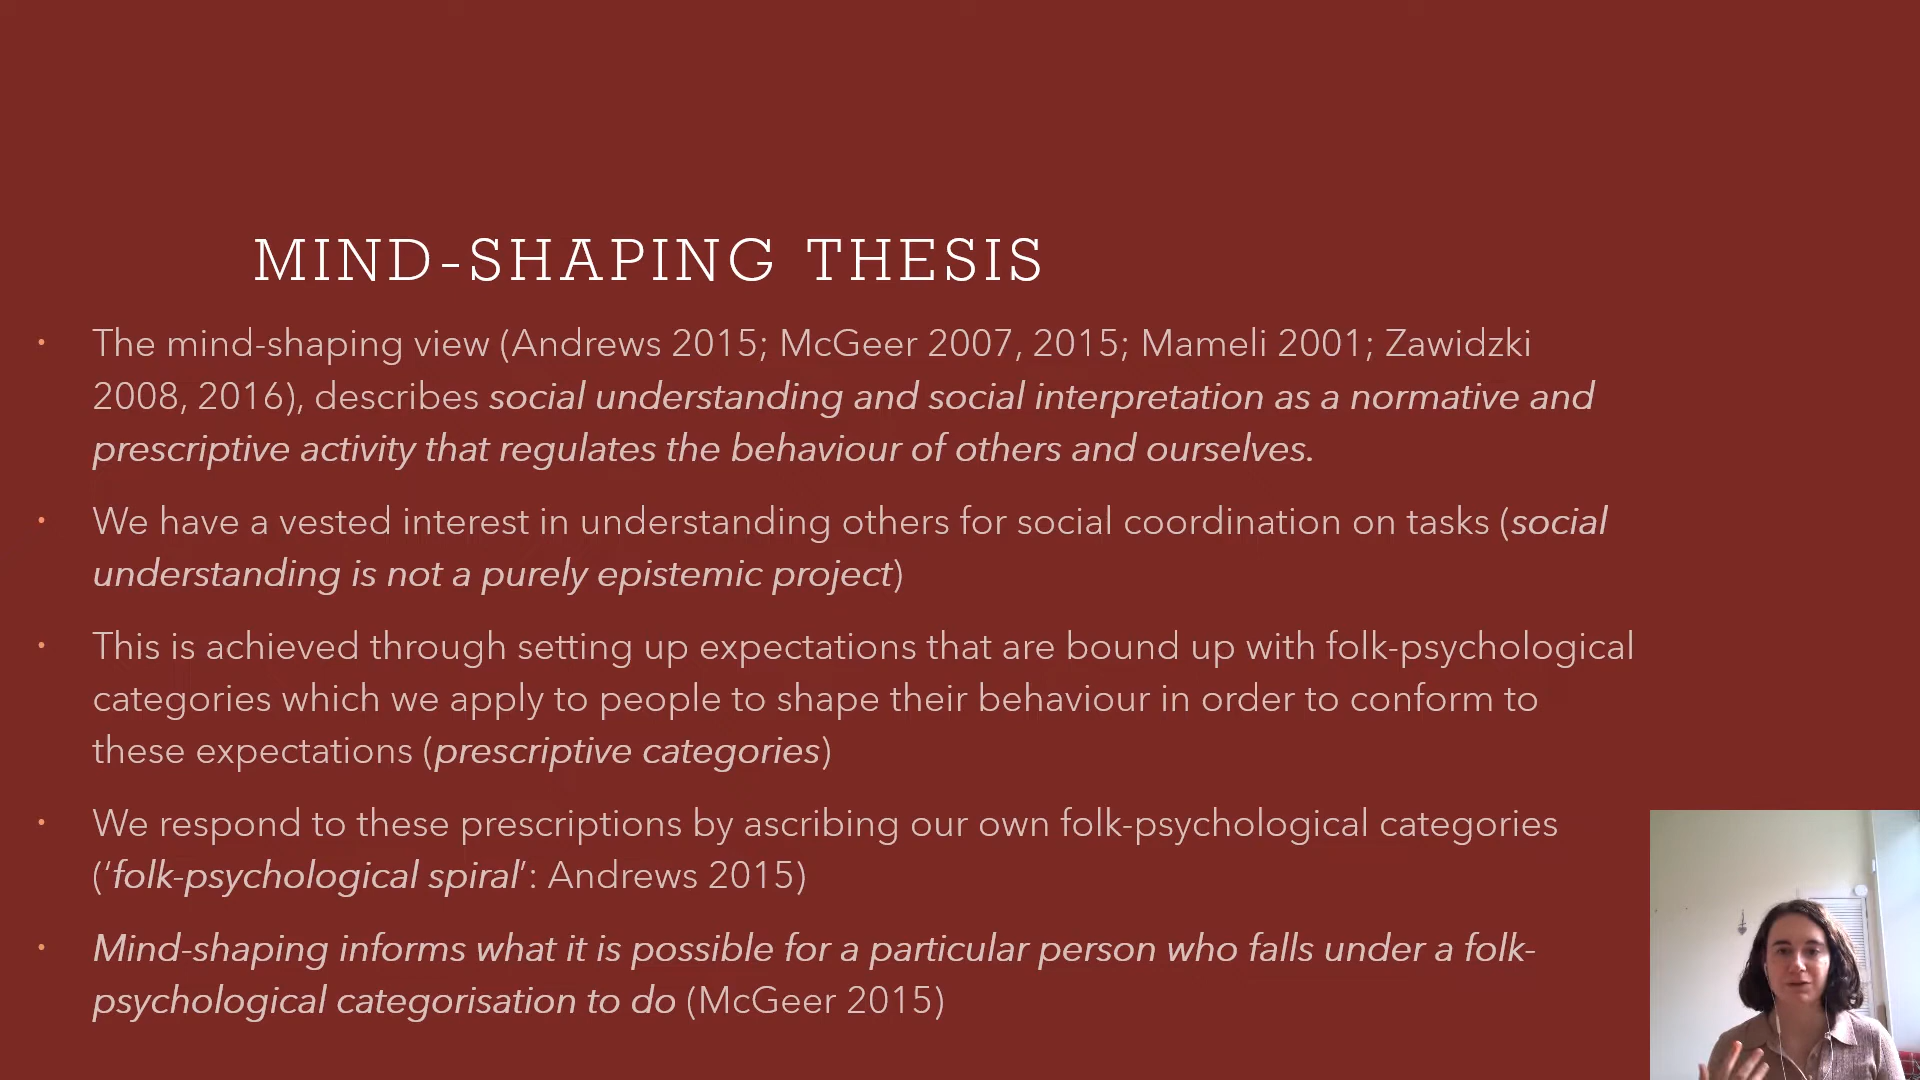 MIND-SHAPING THESIS
• The mind-shaping view (Andrews 2015; McGeer 2007, 2015; Mameli 2001; Zawidzki
2008, 2016), describes social understanding and social interpretation as a normative and
prescriptive activity that regulates the behaviour of others and ourselves.
• We have a vested interest in understanding others for social coordination on tasks (social
understanding is not a purely epistemic project)
• This is achieved through setting up expectations that are bound up with folk-psychological
categories which we apply to people to shape their behaviour in order to conform to
these expectations (prescriptive categories)
• We respond to these prescriptions by ascribing our own folk-psychological categories
(‘folk-psychological spiral’: Andrews 2015)
• Mind-shaping informs what it is possible for a particular person who falls under a folk-
psychological categorisation to do (McGeer 2015)